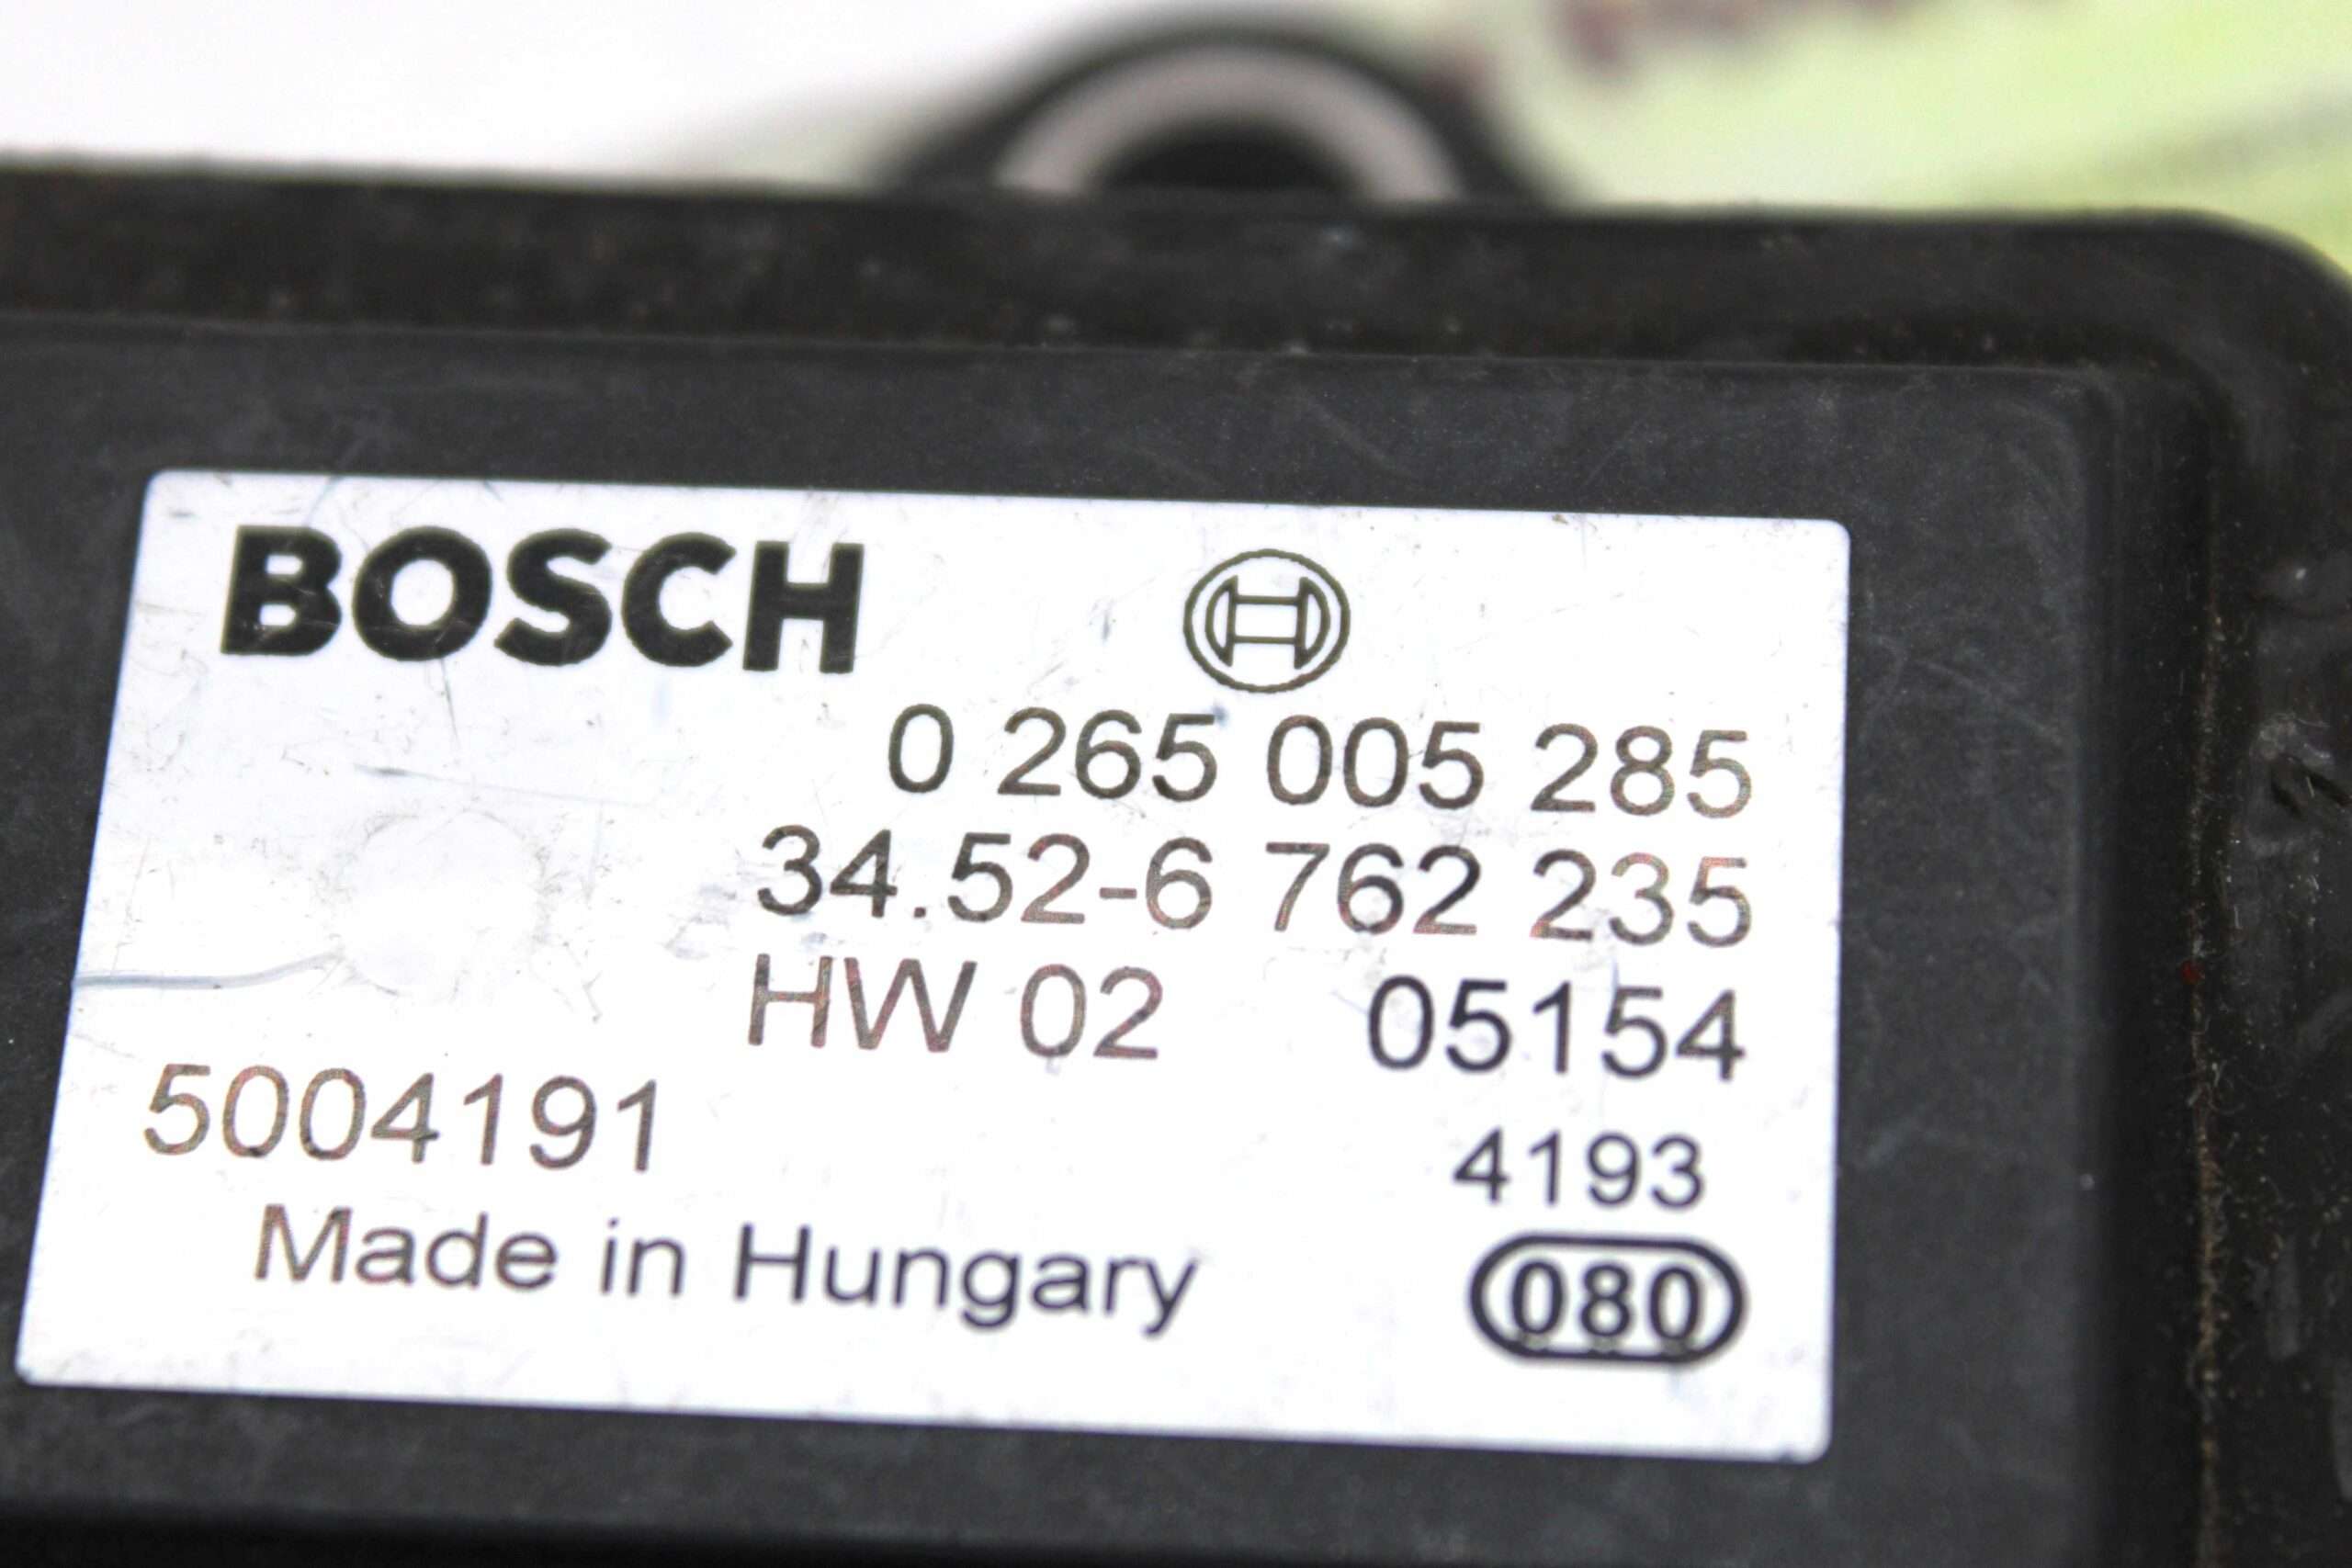 BOSCH
0 265 005 285
34.52-6 762 235
HW 02 05154
5004191 4193
Made in Hungary 080